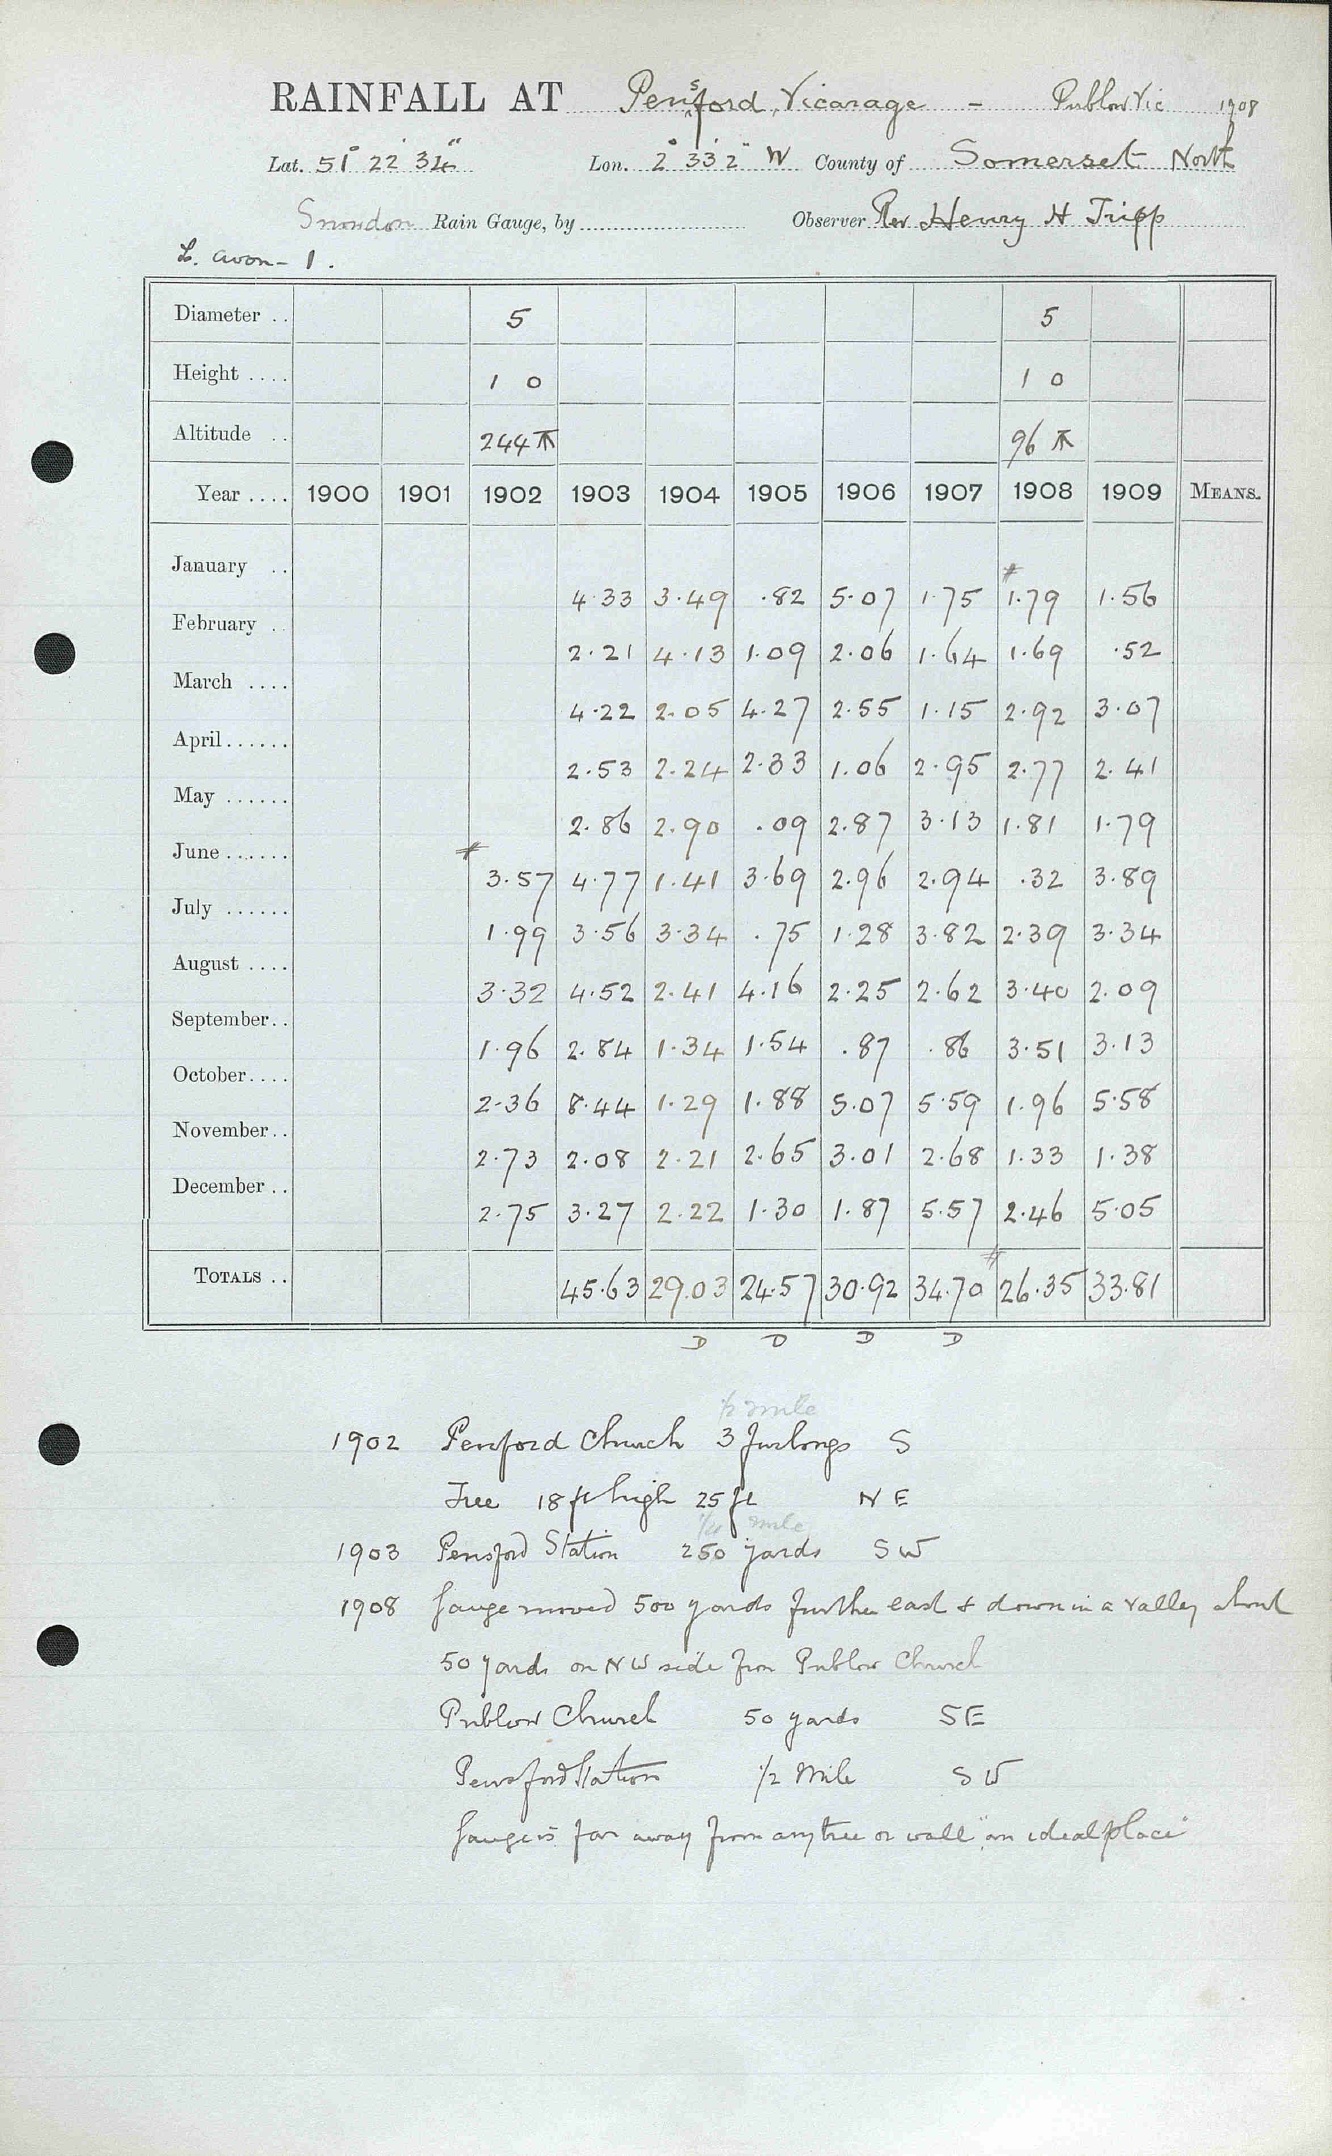 RAINFALL AT Pensford, Vicarage - Publow Vic 1908
Lat. 51° 22' 34" Lon. 2° 33' 2" W County of Somerset North
Snowdon Rain Gauge, by Observer Rev Henry H Tripp
L. Avon - 1.
Diameter .. 5 5
Height .... 1 0 1 0
Altitude .. 244 96
Year .... 1900 1901 1902 1903 1904 1905 1906 1907 1908 1909 MEANS.
January .. 4.33 3.49 .82 5.07 1.75 #1.79 1.56
February .. 2.21 4.13 1.09 2.06 1.64 1.69 .52
March .... 4.22 2.05 4.27 2.55 1.15 2.92 3.07
April...... 2.53 2.24 2.33 1.06 2.95 2.77 2.41
May ...... 2.86 2.90 .09 2.87 3.13 1.81 1.79
June...... # 3.57 4.77 1.41 3.69 2.96 2.94 .32 3.89
July ...... 1.99 3.56 3.34 .75 1.28 3.82 2.39 3.34
August .... 3.32 4.52 2.41 4.16 2.25 2.62 3.40 2.09
September.. 1.96 2.84 1.34 1.54 .87 .86 3.51 3.13
October.... 2.36 8.44 1.29 1.88 5.07 5.59 1.96 5.58
November.. 2.73 2.08 2.21 2.65 3.01 2.68 1.33 1.38
December .. 2.75 3.27 2.22 1.30 1.87 5.57 2.46 5.05
TOTALS .. 45.63 29.03 24.57 30.92 34.70 # 26.35 33.81
D D D D
½ mile
1902 Penford Church 3 furlongs S
Tree 18 ft high 25 ft N E
¼ mile
1903 Pensford Station 250 yards S W
1908 Gauge moved 500 yards further east & down in a valley about
50 yards on NW side from Publow Church
Publow Church 50 yards SE
Pensford Station ½ Mile S W
Gauge is far away from any tree or wall "an ideal place"